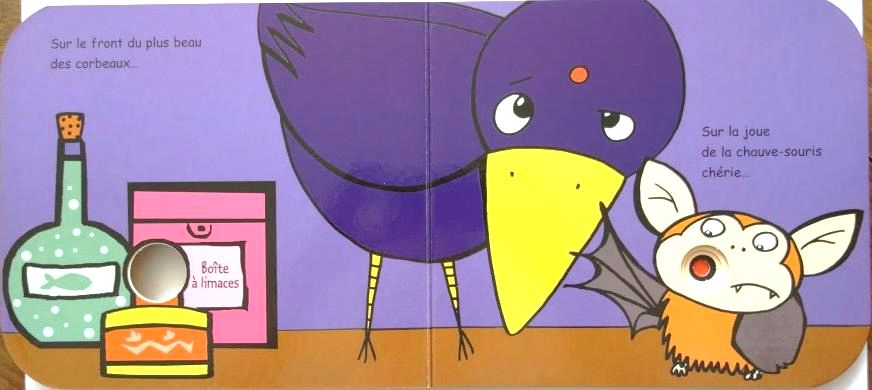 Sur le front du plus beau
des corbeaux...
Boîte
à limaces
Sur la joue
de la chauve-souris
chérie...